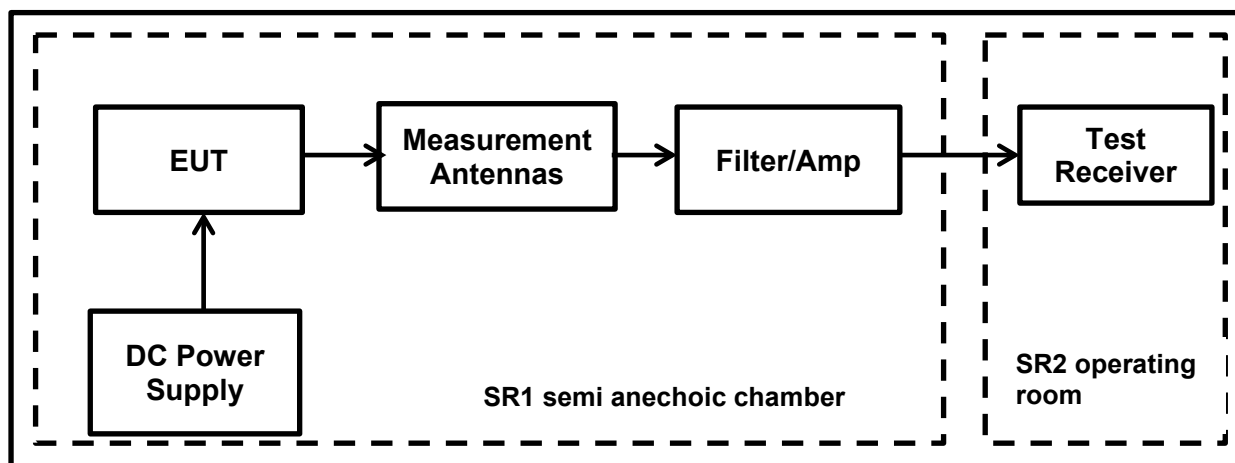 EUT
Measurement
Antennas
Filter/Amp
Test
Receiver
DC Power
Supply
SR1 semi anechoic chamber
SR2 operating
room